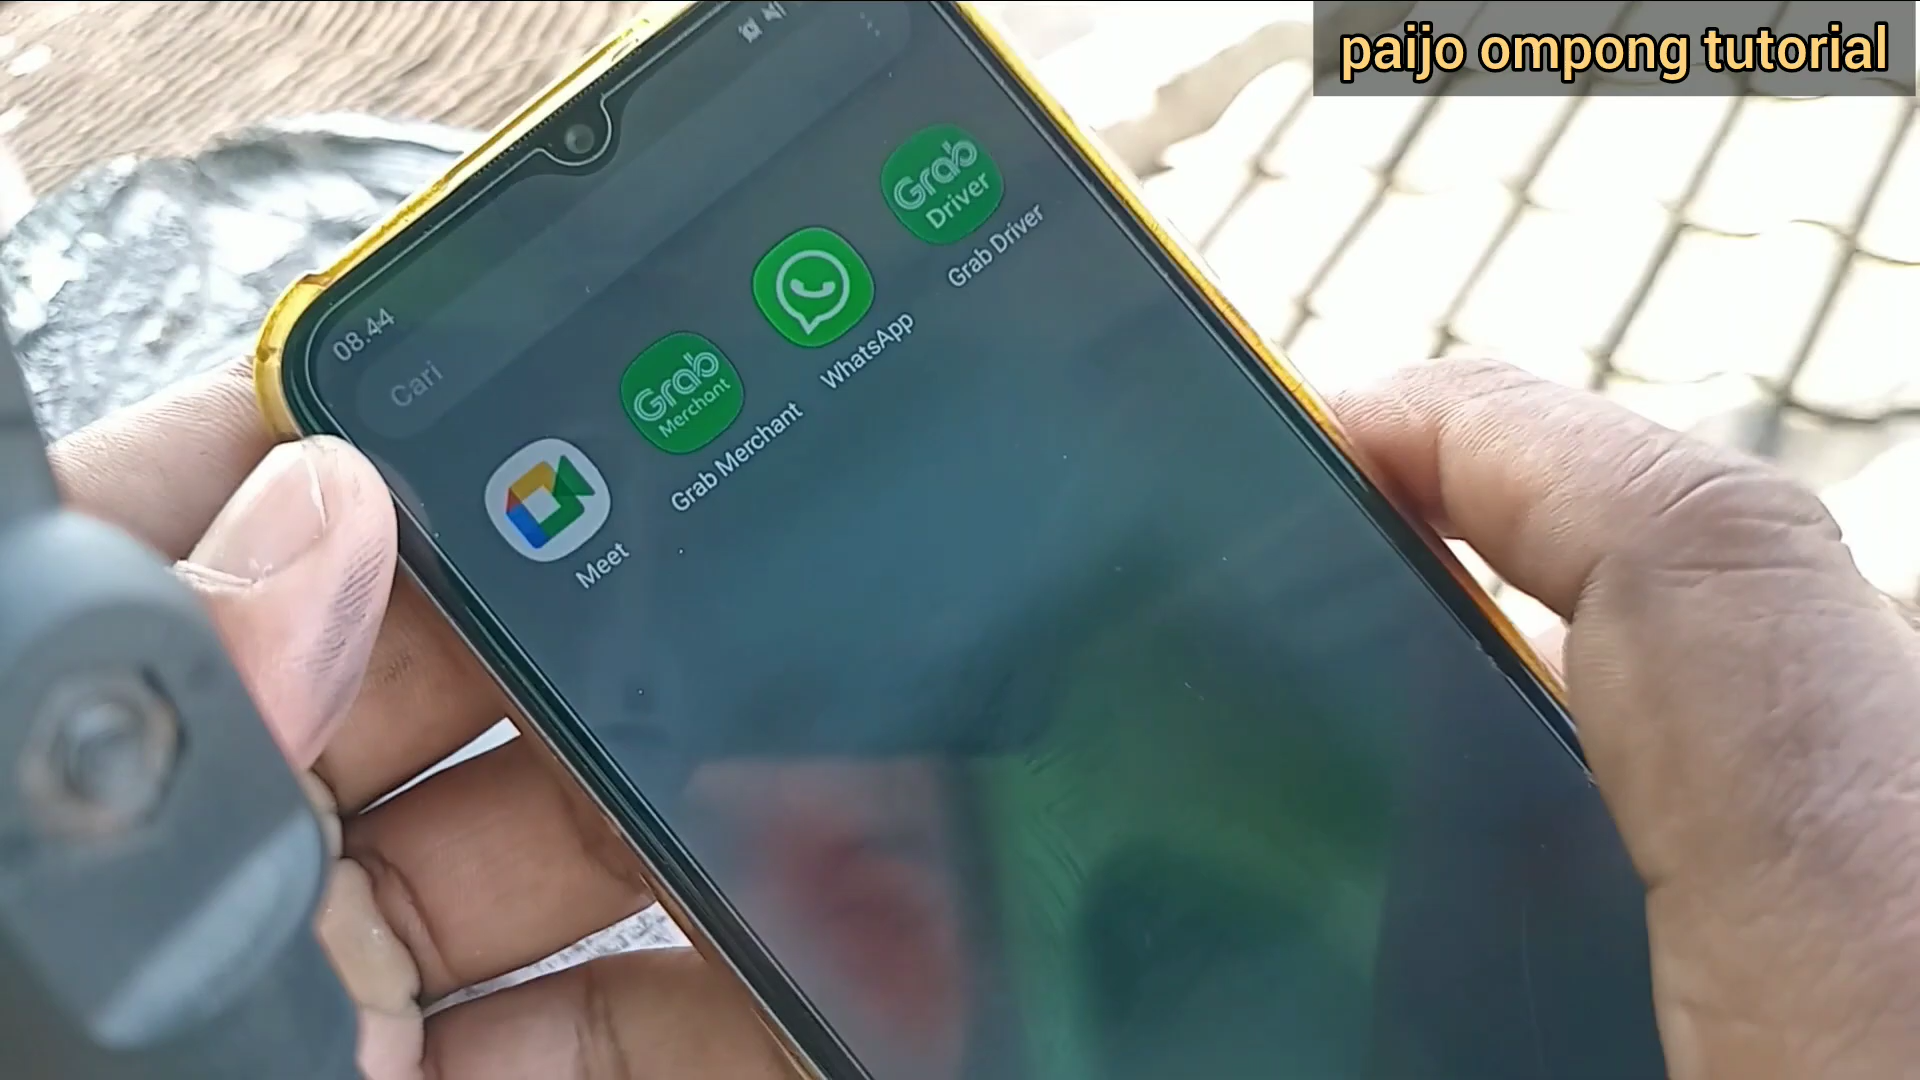 paijo ompong tutorial
08.44
Cari
Meet
Grab
Merchant
Grab Merchant
WhatsApp
Grab
Driver
Grab Driver